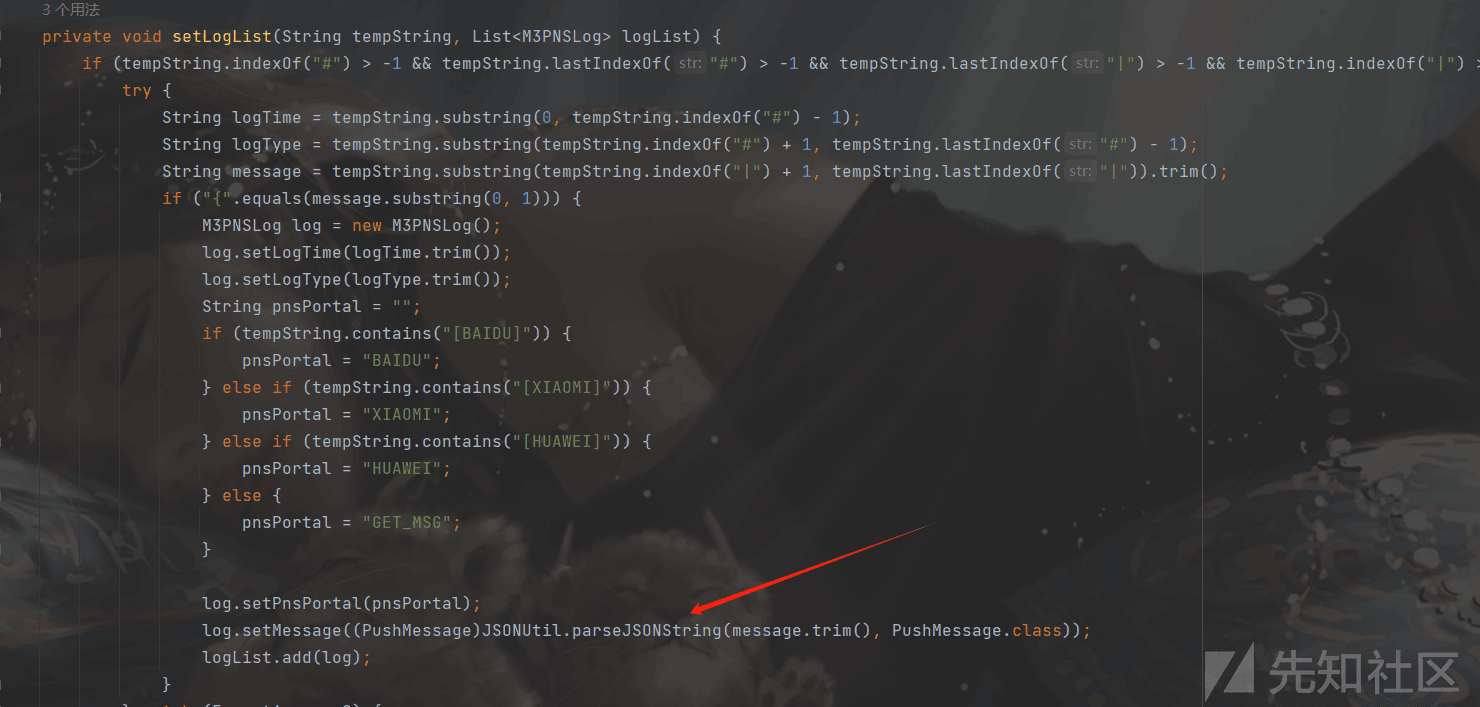 3 个用法
private void setLogList(String tempString, List<M3PNSLog> logList) {
if (tempString.indexOf("#") > -1 && tempString.lastIndexOf( str: "#") > -1 && tempString.lastIndexOf( str: "|") > -1 && tempString.indexOf("|") >
try {
String logTime = tempString.substring(0, tempString.indexOf("#") - 1);
String logType = tempString.substring(tempString.indexOf("#") + 1, tempString.lastIndexOf( str: "#") - 1);
String message = tempString.substring(tempString.indexOf("|") + 1, tempString.lastIndexOf( str: "|")).trim();
if ("{".equals(message.substring(0, 1))) {
M3PNSLog log = new M3PNSLog();
log.setLogTime(logTime.trim());
log.setLogType(logType.trim());
String pnsPortal = "";
if (tempString.contains("[BAIDU]")) {
pnsPortal = "BAIDU";
} else if (tempString.contains("[XIAOMI]")) {
pnsPortal = "XIAOMI";
} else if (tempString.contains("[HUAWEI]")) {
pnsPortal = "HUAWEI";
} else {
pnsPortal = "GET_MSG";
}
log.setPnsPortal(pnsPortal);
log.setMessage((PushMessage)JSONUtil.parseJSONString(message.trim(), PushMessage.class));
logList.add(log);
}
先知社区